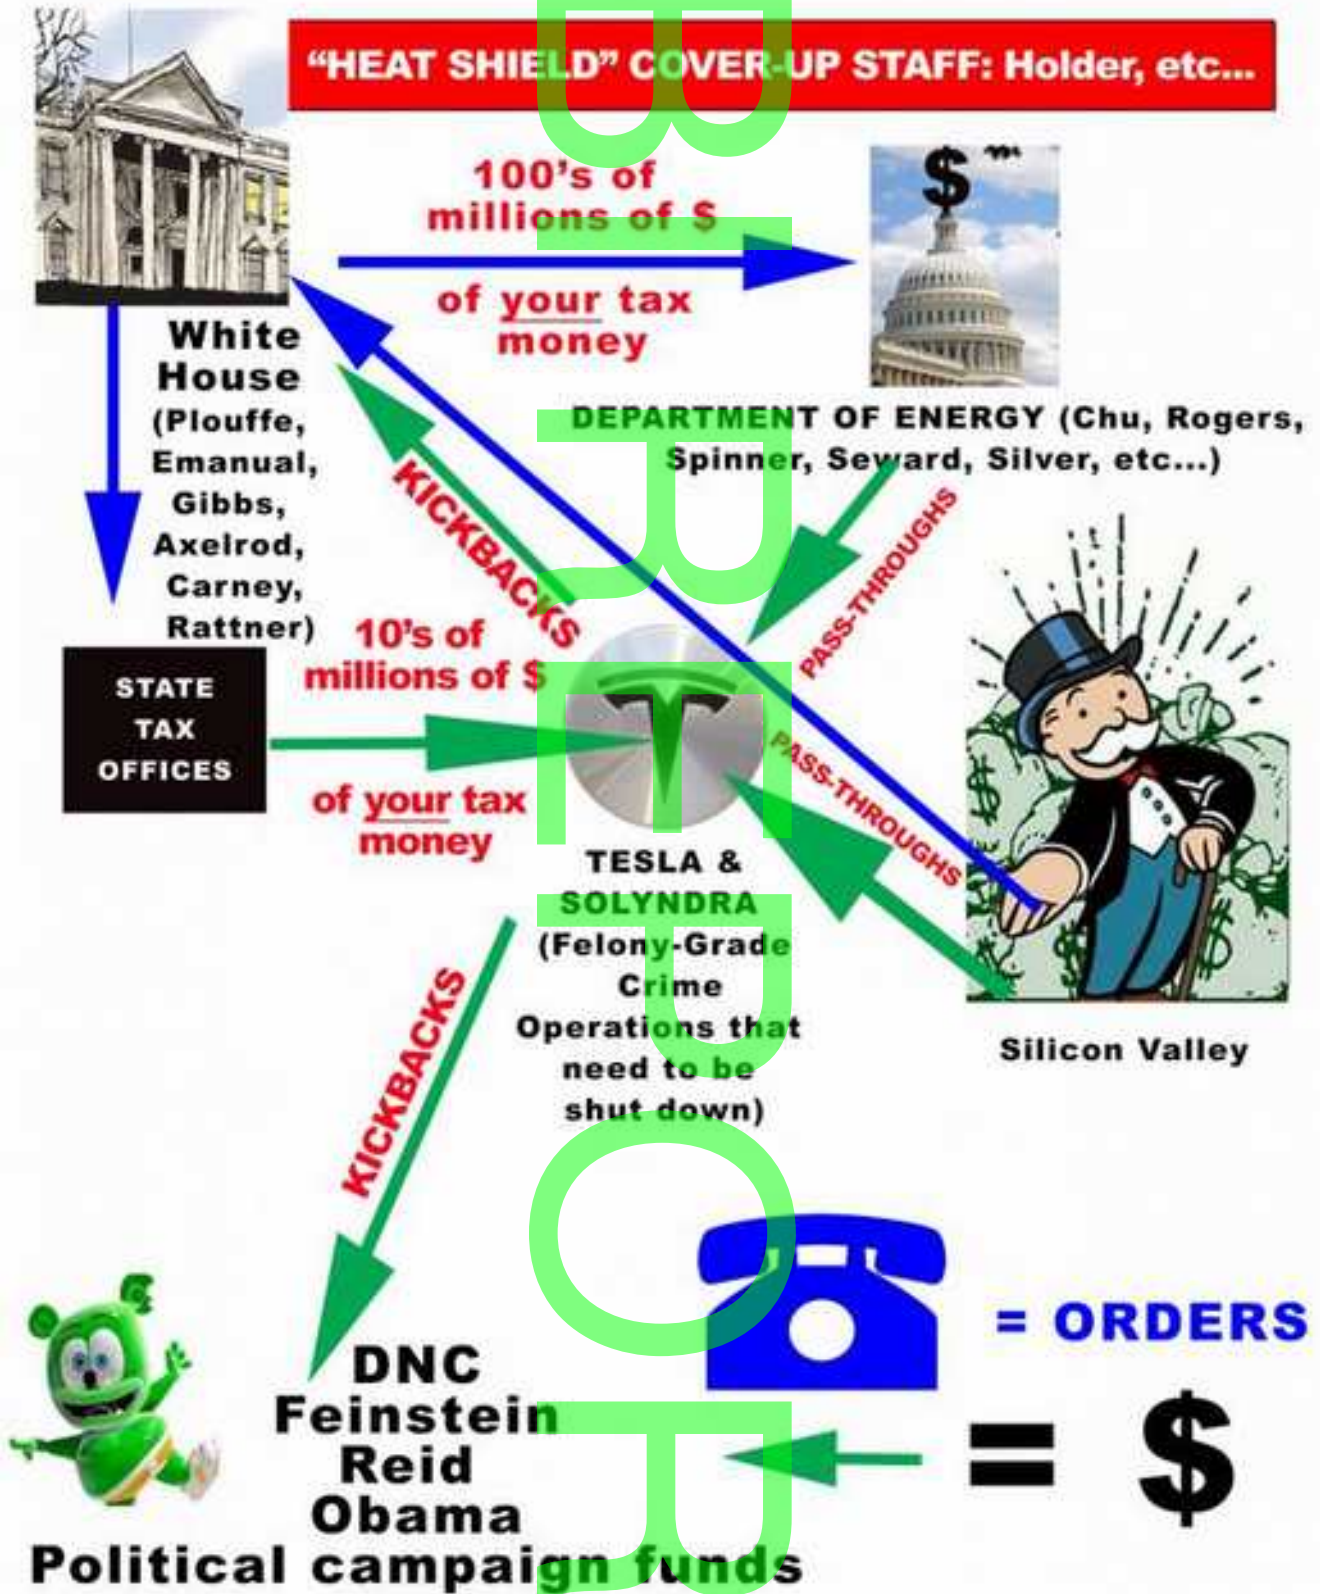 “HEAT SHIELD” COVER-UP STAFF: Holder, etc...
100’s of
millions of $
of your tax
money
$
White
House
(Plouffe,
Emanual,
Gibbs,
Axelrod,
Carney,
Rattner)
DEPARTMENT OF ENERGY (Chu, Rogers,
Spinner, Seward, Silver, etc...)
KICKBACKS
PASS-THROUGHS
STATE
TAX
OFFICES
10’s of
millions of $
of your tax
money
PASS-THROUGHS
TESLA &
SOLYNDRA
(Felony-Grade
Crime
Operations that
need to be
shut down)
Silicon Valley
KICKBACKS
= ORDERS
= $
DNC
Feinstein
Reid
Obama
Political campaign funds